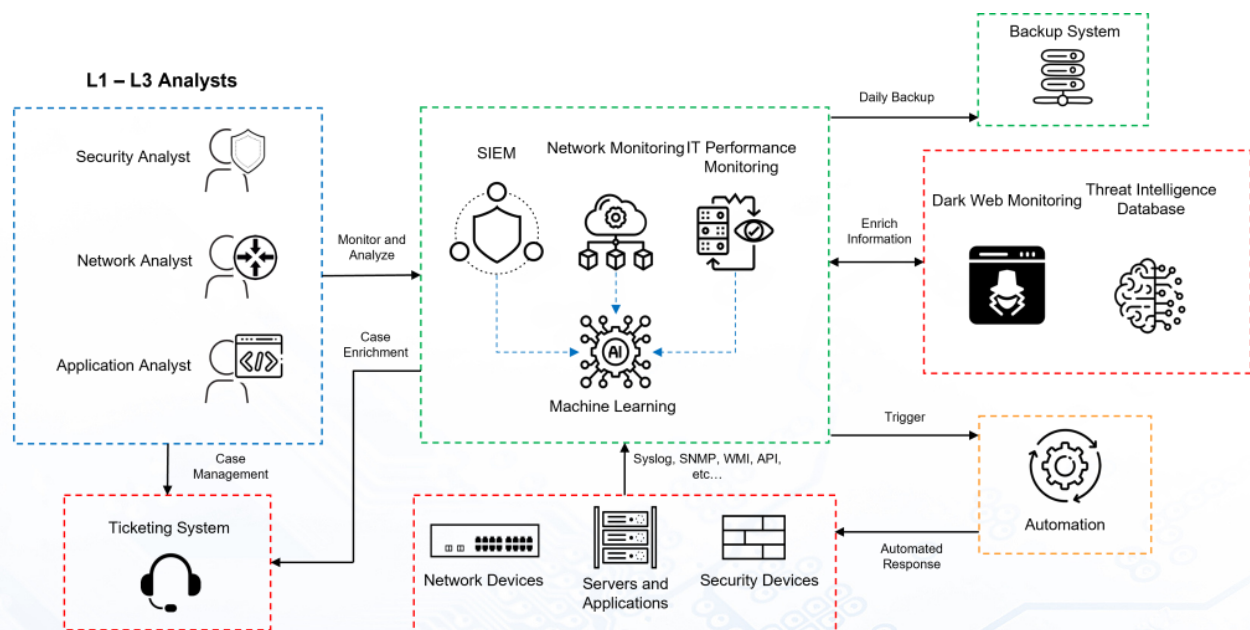 Backup System
L1 – L3 Analysts
Daily Backup
Security Analyst
SIEM
Network Monitoring
IT Performance
Monitoring
Dark Web Monitoring
Threat Intelligence
Database
Network Analyst
Monitor and
Analyze
Enrich
Information
Application Analyst
Case
Enrichment
AI
</>
Machine Learning
Trigger
Case
Management
Syslog, SNMP, WMI, API,
etc...
Ticketing System
Automation
Network Devices
Servers and
Applications
Security Devices
Automated
Response